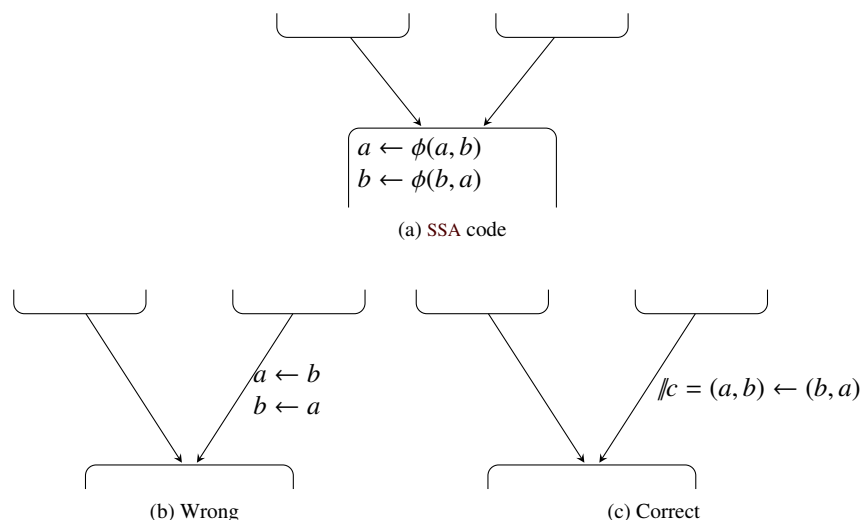 a ← ϕ(a, b)
b ← ϕ(b, a)
(a) SSA code
a ← b
b ← a
∥c = (a, b) ← (b, a)
(b) Wrong
(c) Correct